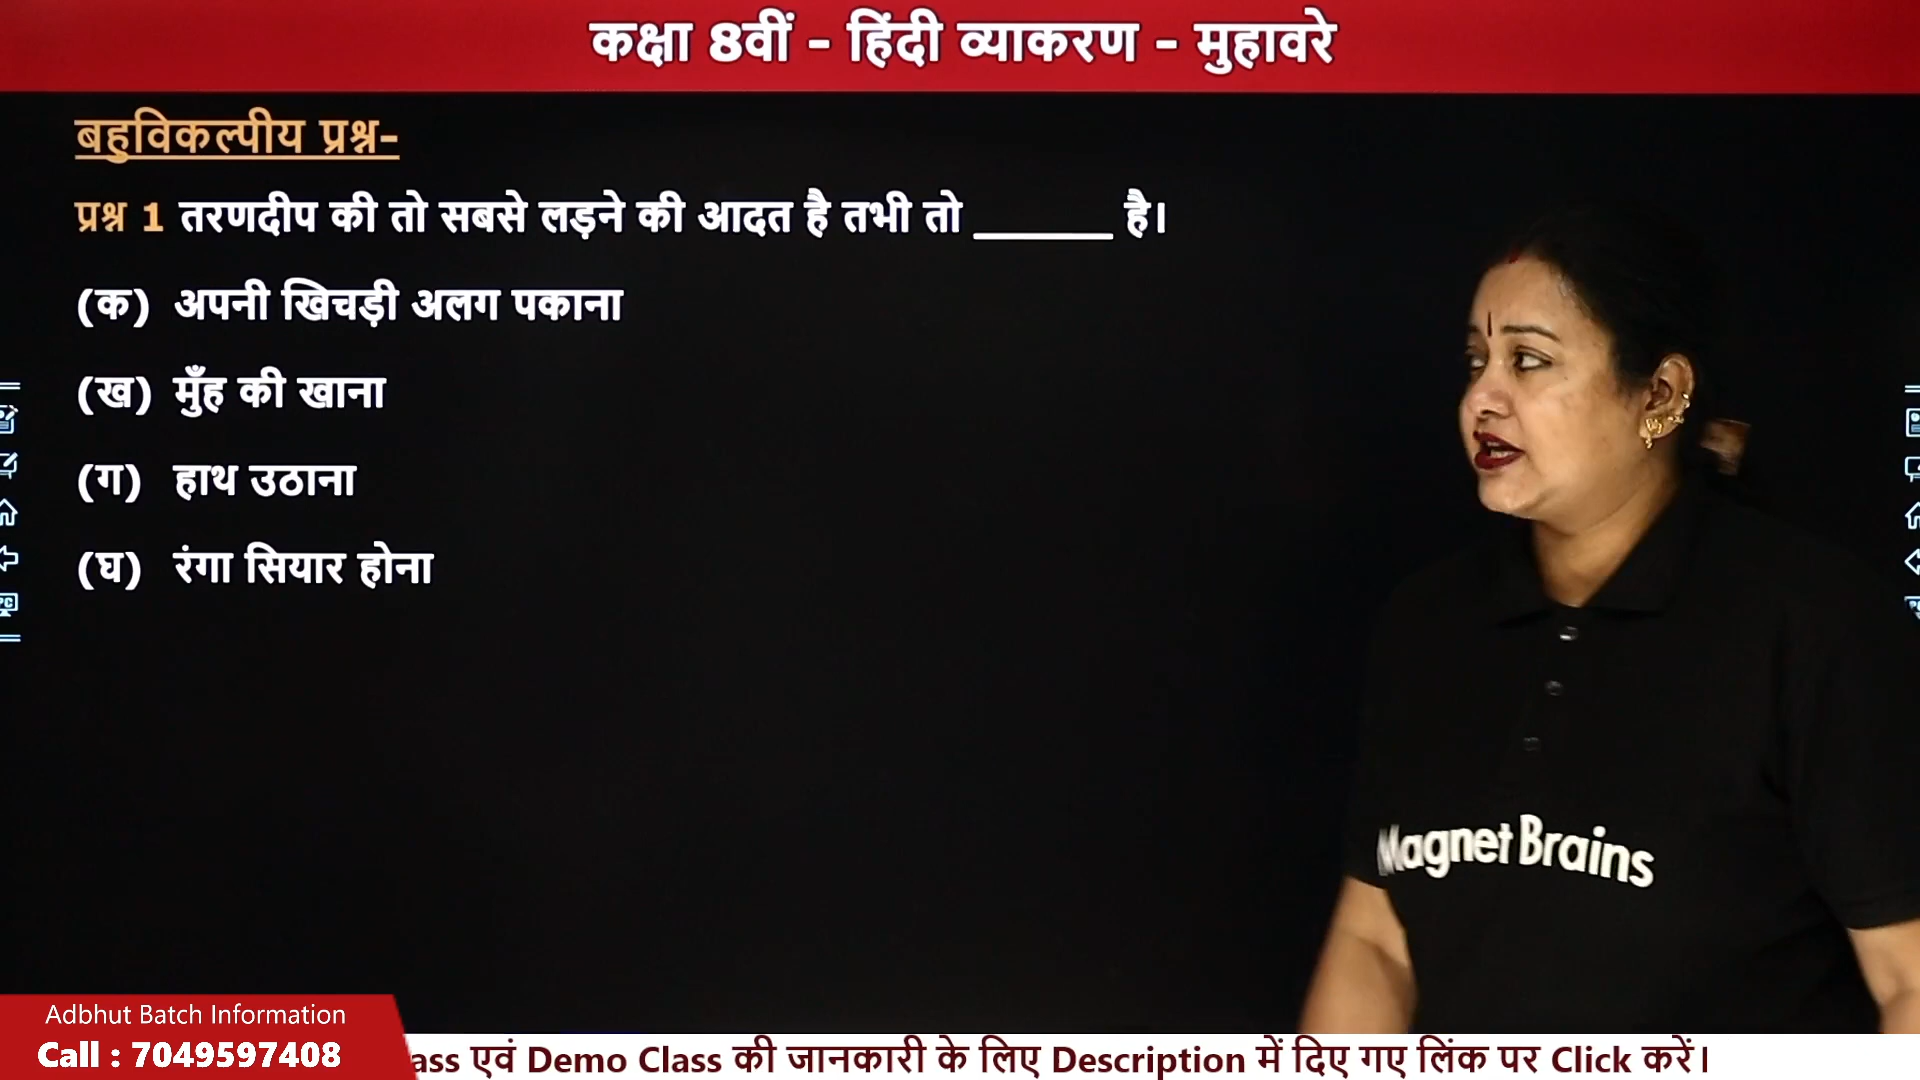 कक्षा 8वीं - हिंदी व्याकरण - मुहावरे
बहुविकल्पीय प्रश्न-
प्रश्न 1 तरणदीप की तो सबसे लड़ने की आदत है तभी तो ______ है।
(क) अपनी खिचड़ी अलग पकाना
(ख) मुँह की खाना
(ग) हाथ उठाना
(घ) रंगा सियार होना
Magnet Brains
Adbhut Batch Information
Call : 7049597408
ass एवं Demo Class की जानकारी के लिए Description में दिए गए लिंक पर Click करें।